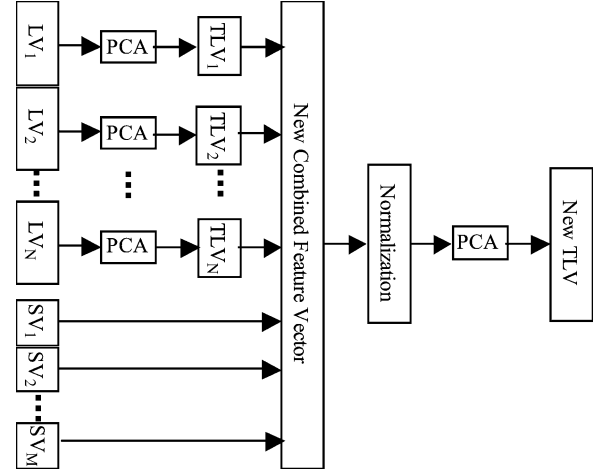 LV1
PCA
TLV1
LV2
PCA
TLV2
LVN
PCA
TLVN
SV1
SV2
SVM
New Combined Feature Vector
Normalization
PCA
New TLV